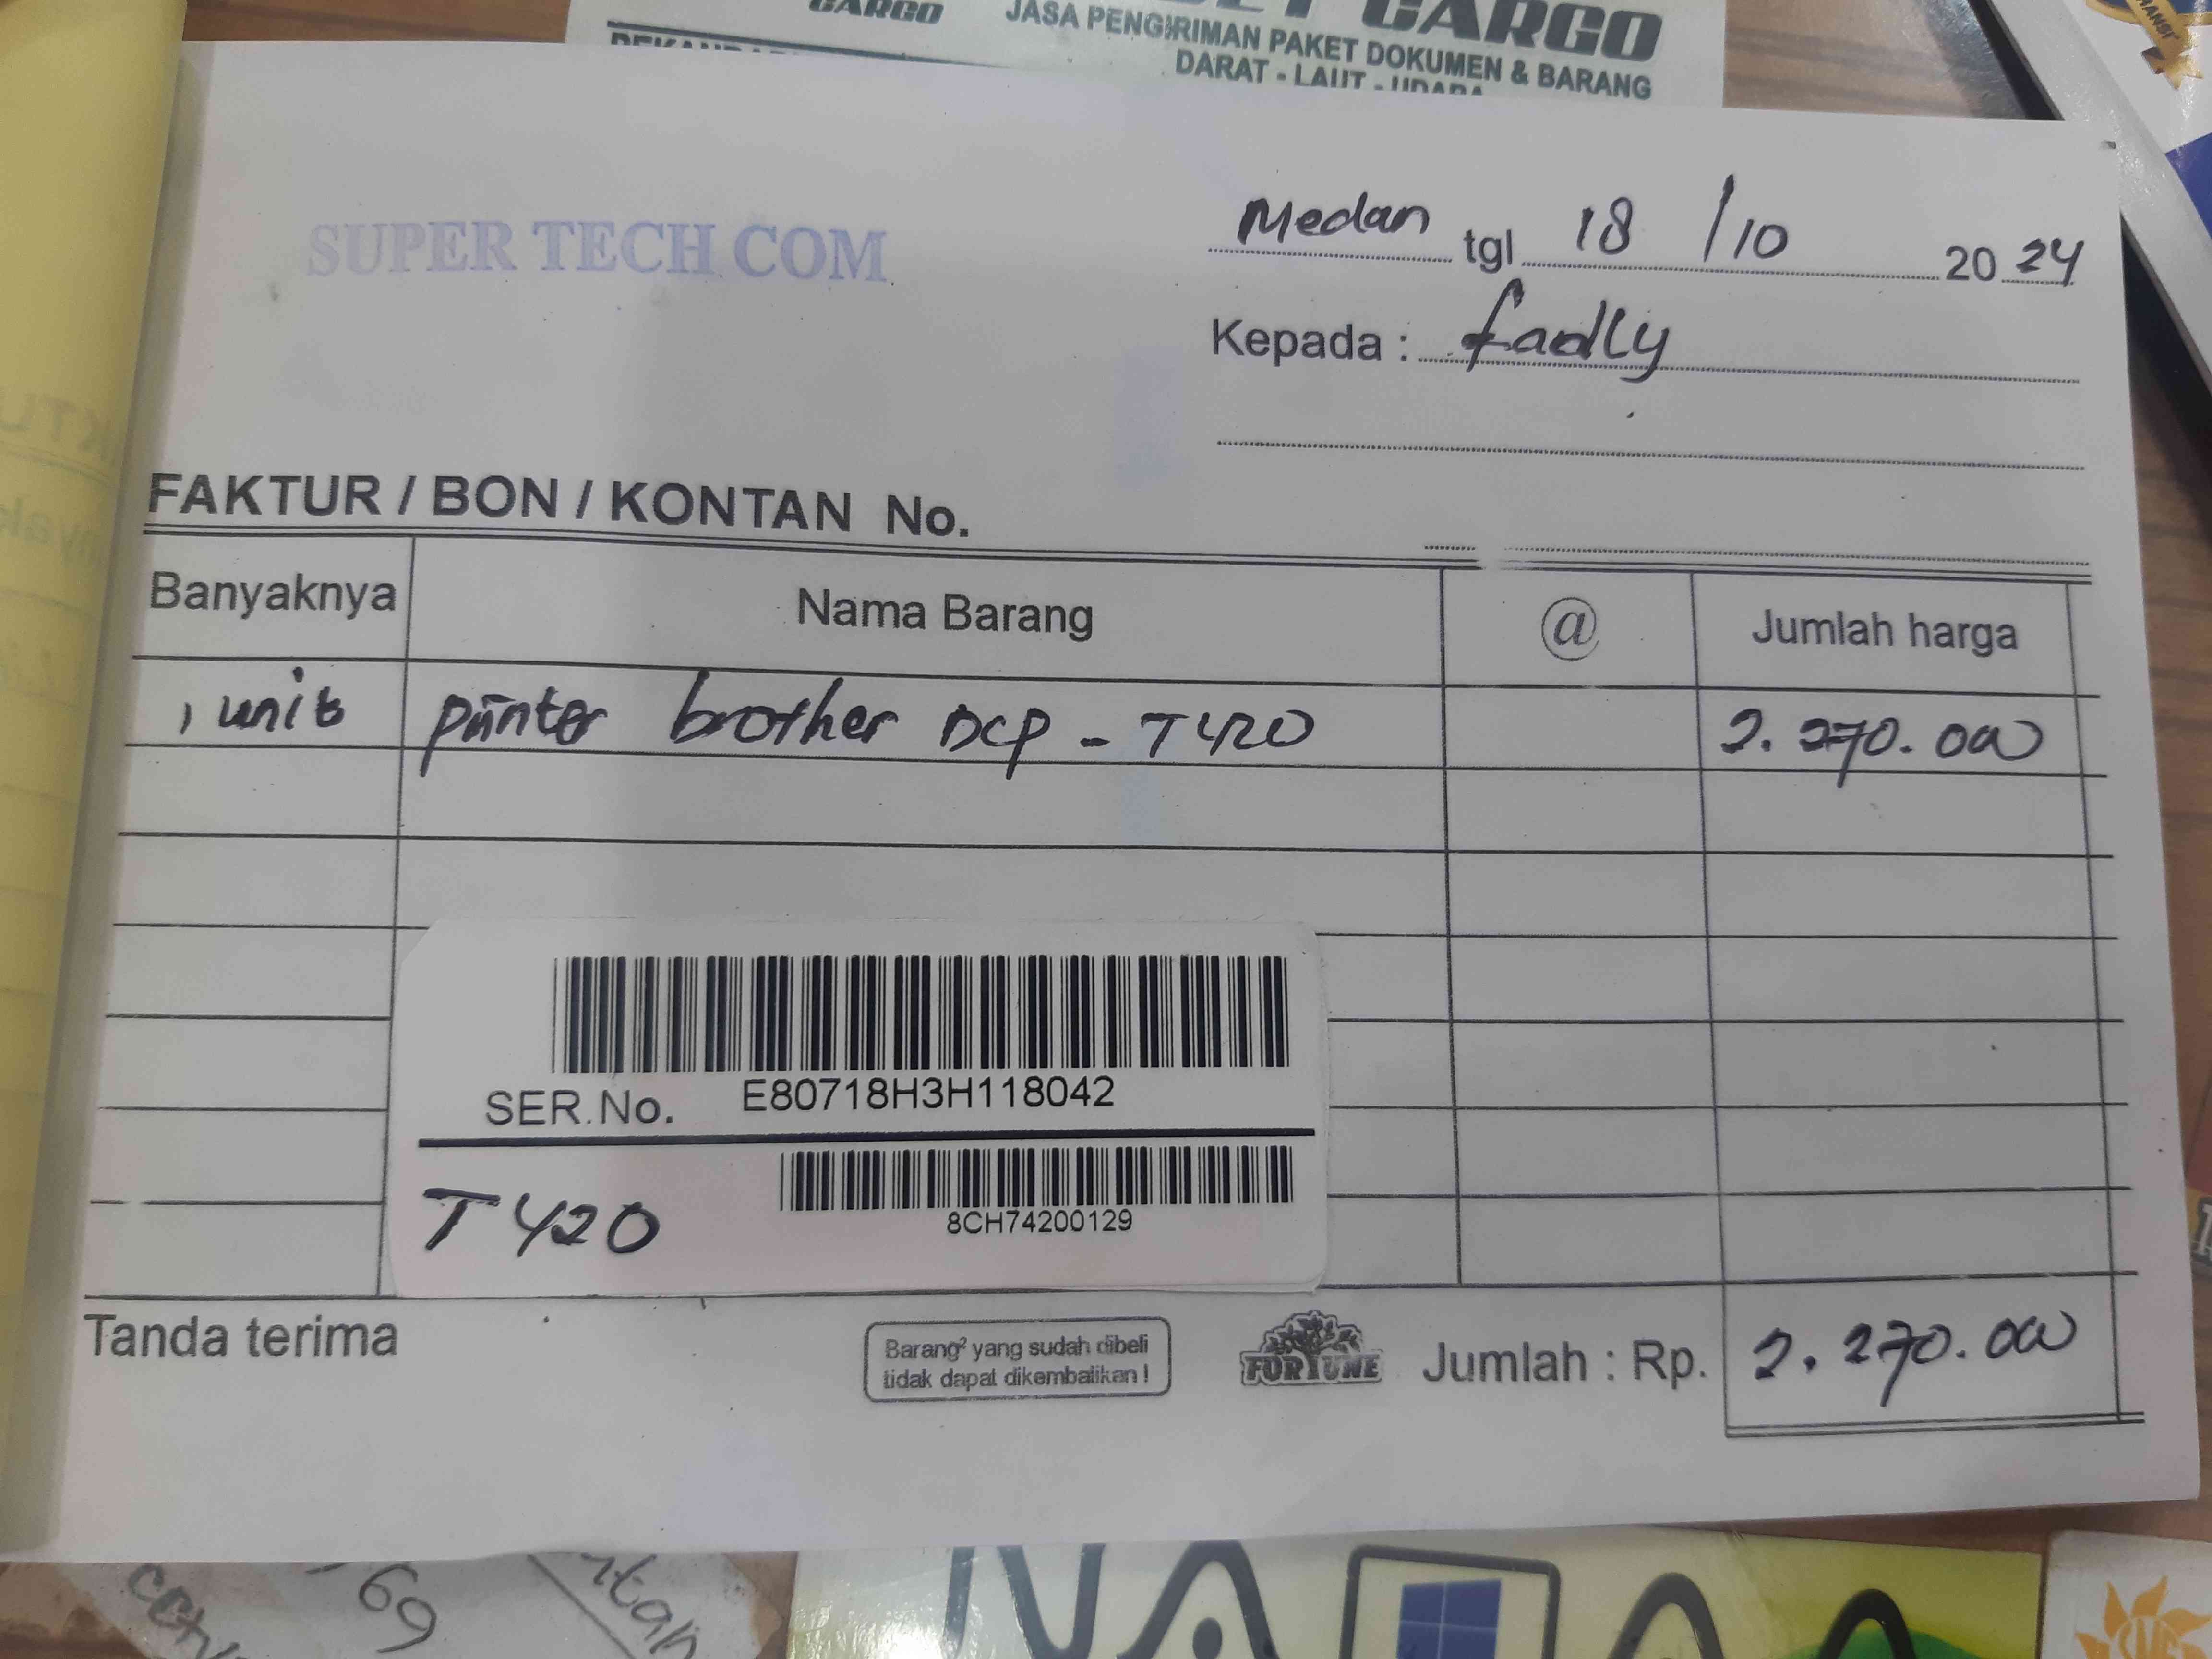 CARGO
CARGO
JASA PENGIRIMAN PAKET DOKUMEN & BARANG
DARAT - LAUT - UDARA
SUPER TECH COM
Medan tgl 18 / 10 20 24
Kepada : fadly
FAKTUR / BON / KONTAN No.
Banyaknya Nama Barang @ Jumlah harga
1 unit printer brother DCP - T420 2.270.000
SER.No. E80718H3H118042
T420 8CH74200129
Tanda terima
Barang² yang sudah dibeli
tidak dapat dikembalikan !
FORTUNE
Jumlah : Rp. 2.270.000
69